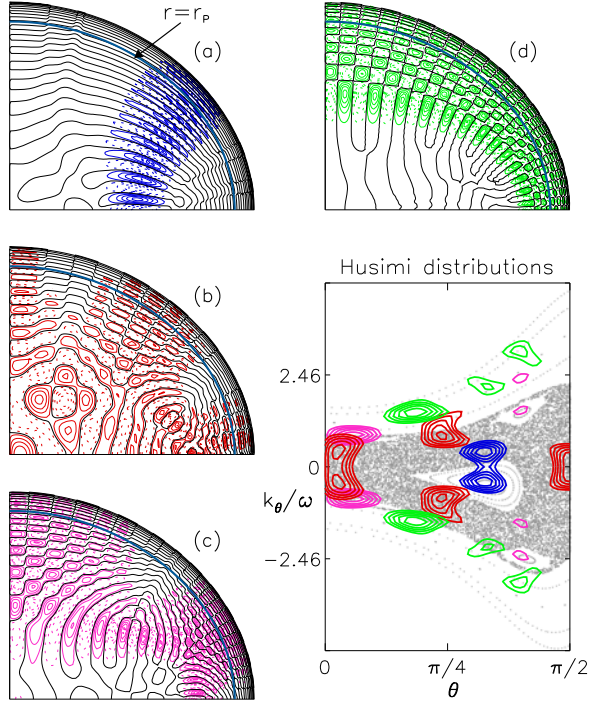 r=r_P
(a)
(d)
(b)
Husimi distributions
2.46
0
k_θ/ω
-2.46
(c)
0
π/4
π/2
θ